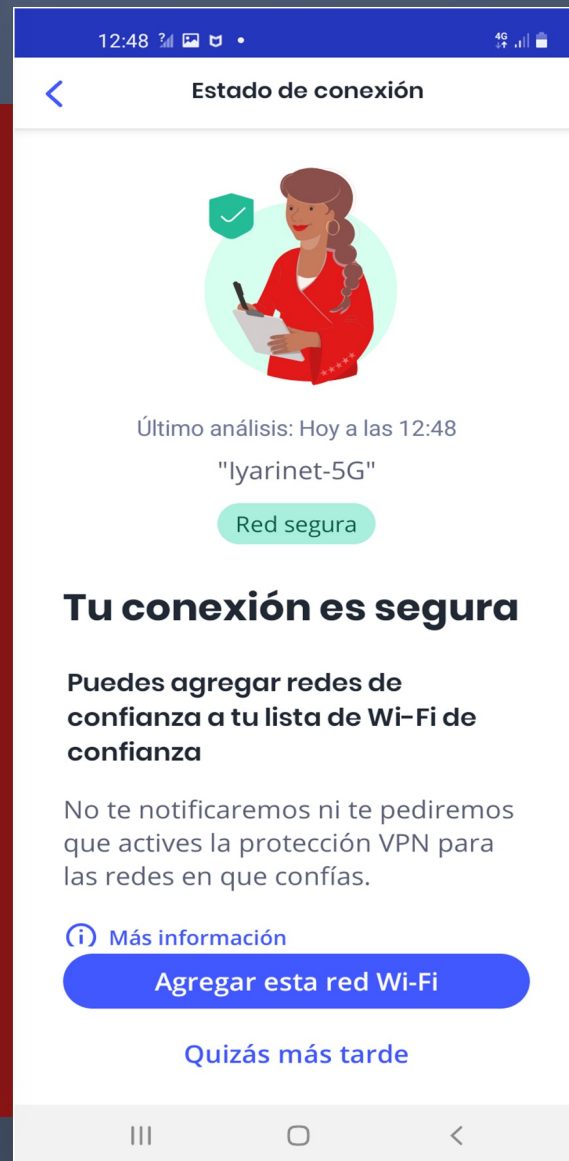 12:48
4G
Estado de conexión
Último análisis: Hoy a las 12:48
"Iyarinet-5G"
Red segura
Tu conexión es segura
Puedes agregar redes de
confianza a tu lista de Wi-Fi de
confianza
No te notificaremos ni te pediremos
que actives la protección VPN para
las redes en que confías.
Más información
Agregar esta red Wi-Fi
Quizás más tarde